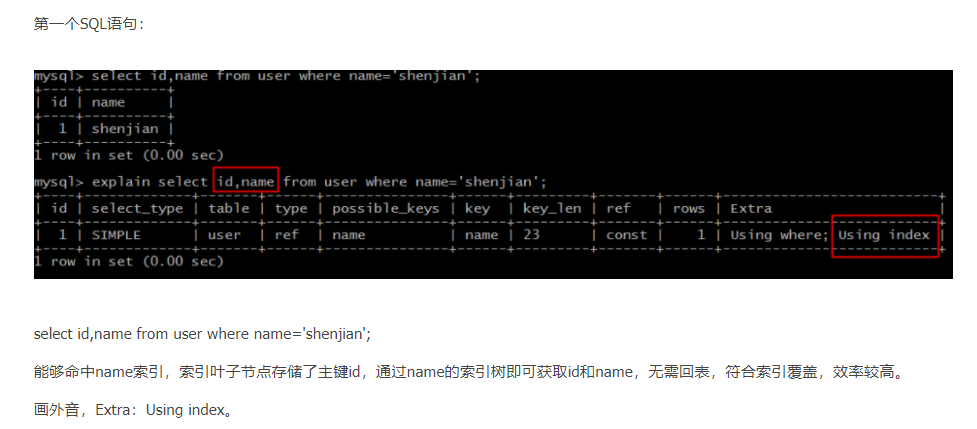 第一个SQL语句：
mysql> select id,name from user where name='shenjian';
+----+----------+
| id | name     |
+----+----------+
|  1 | shenjian |
+----+----------+
1 row in set (0.00 sec)
mysql> explain select id,name from user where name='shenjian';
+----+-------------+-------+------+---------------+------+---------+-------+------+--------------------------+
| id | select_type | table | type | possible_keys | key  | key_len | ref   | rows | Extra                    |
+----+-------------+-------+------+---------------+------+---------+-------+------+--------------------------+
|  1 | SIMPLE      | user  | ref  | name          | name | 23      | const |    1 | Using where; Using index |
+----+-------------+-------+------+---------------+------+---------+-------+------+--------------------------+
1 row in set (0.00 sec)
select id,name from user where name='shenjian';
能够命中name索引，索引叶子节点存储了主键id，通过name的索引树即可获取id和name，无需回表，符合索引覆盖，效率较高。
画外音，Extra：Using index。